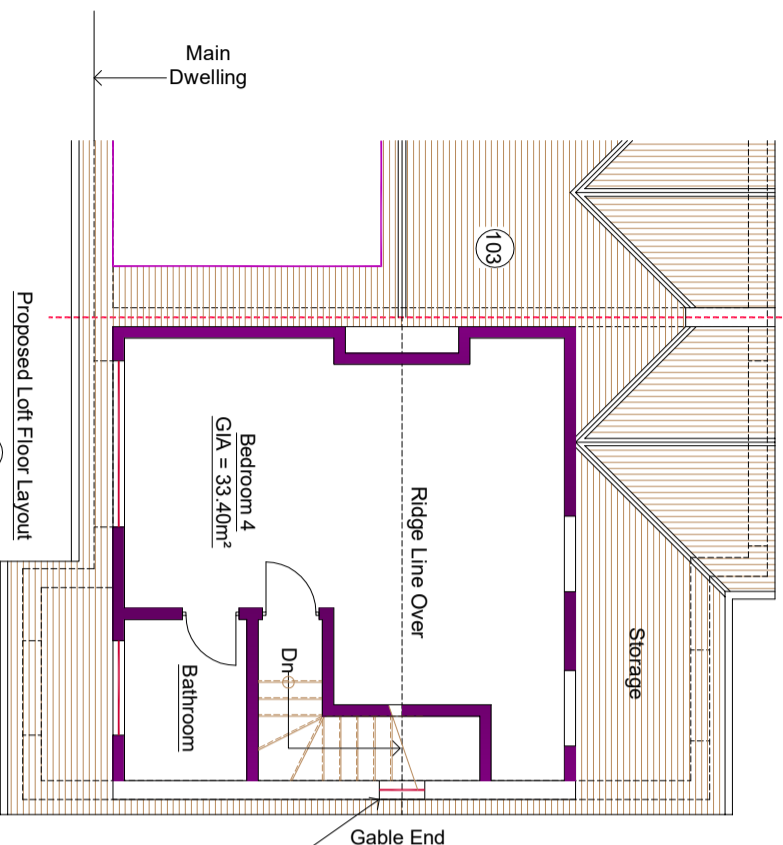 Main
Dwelling
103
Proposed Loft Floor Layout
Bedroom 4
GIA = 33.40m²
Ridge Line Over
Storage
Dn
Bathroom
Gable End